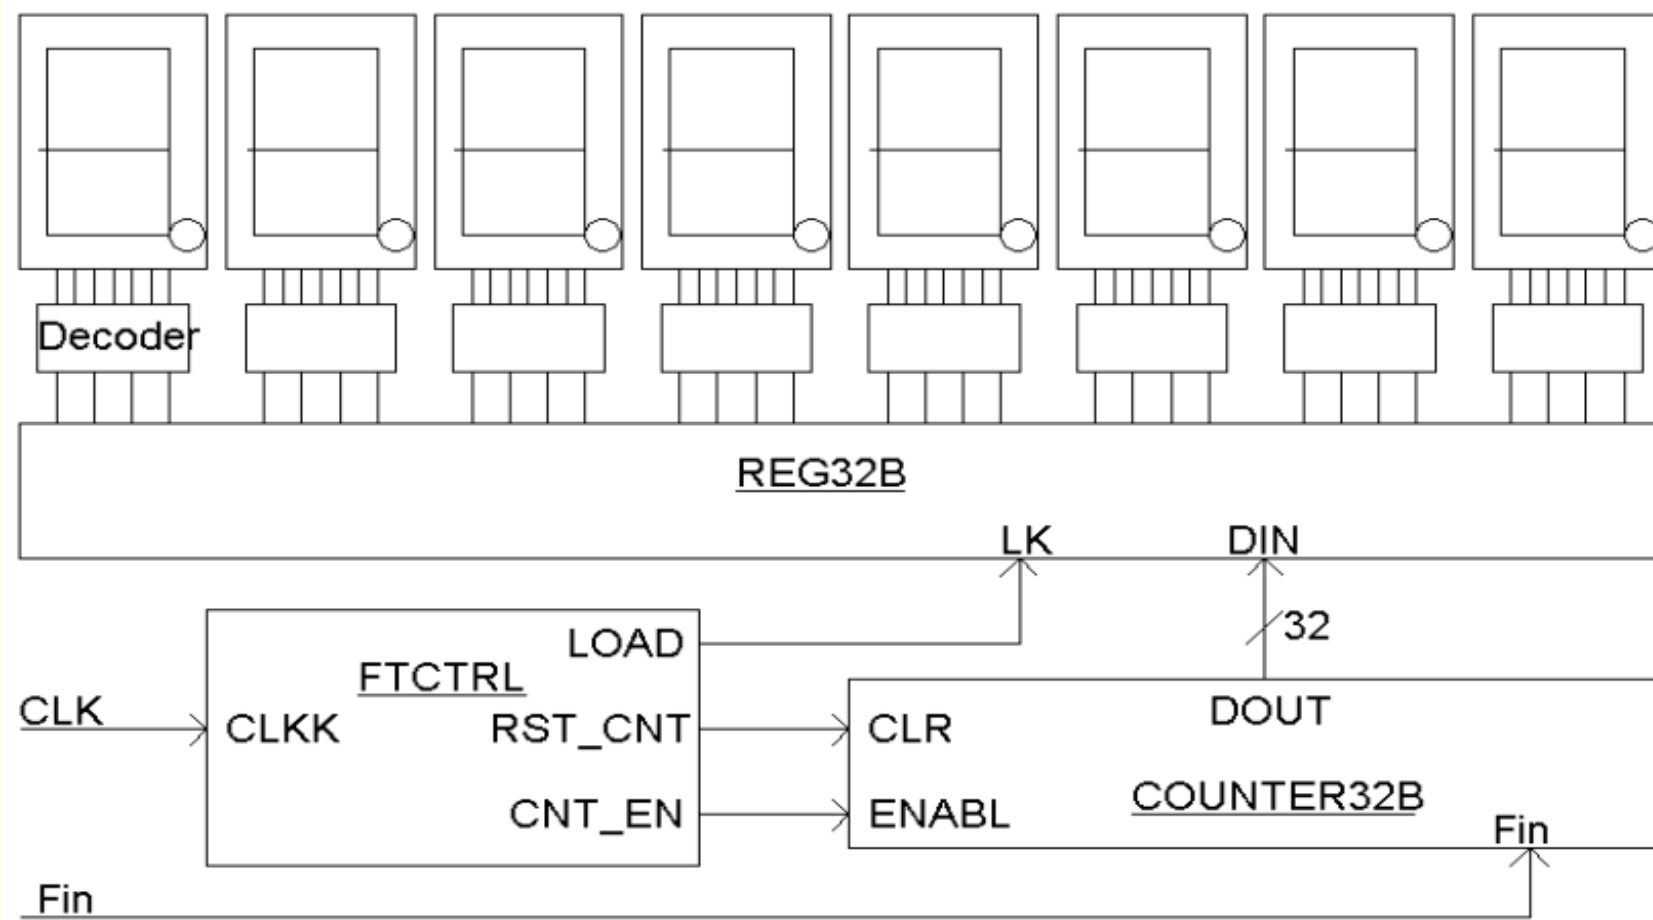 Decoder
REG32B
LK
DIN
32
LOAD
FTCTRL
CLK
CLKK
RST_CNT
CLR
DOUT
CNT_EN
ENABL
COUNTER32B
Fin
Fin